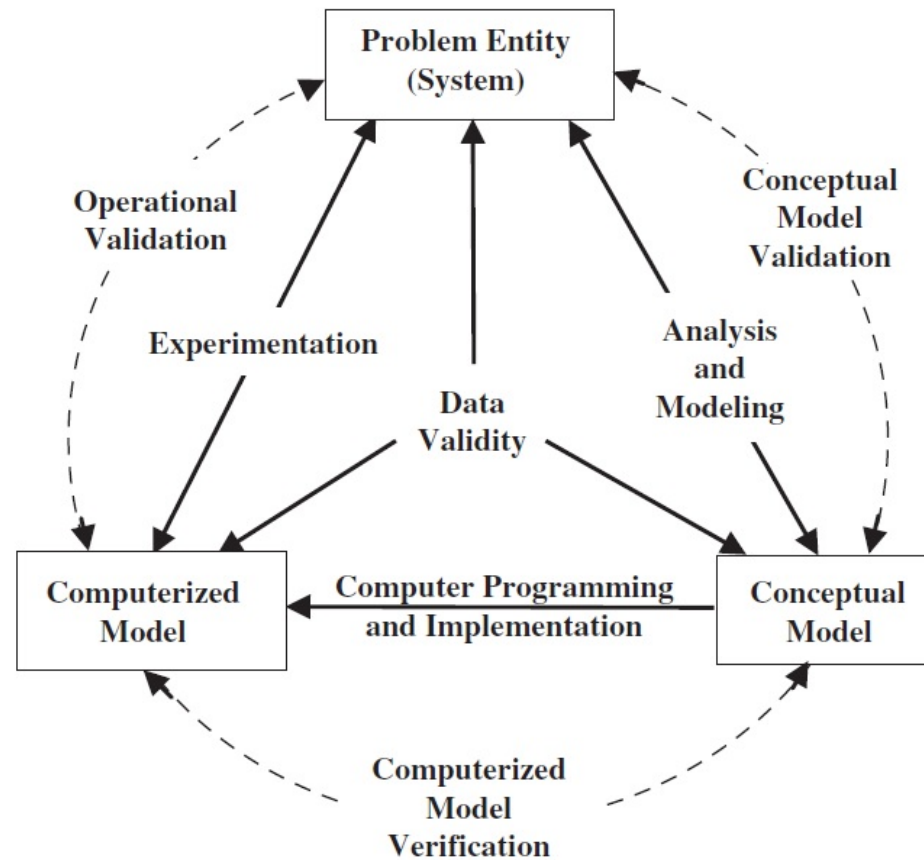 Problem Entity
(System)
Operational
Validation
Conceptual
Model
Validation
Experimentation
Analysis
and
Modeling
Data
Validity
Computerized
Model
Computer Programming
and Implementation
Conceptual
Model
Computerized
Model
Verification